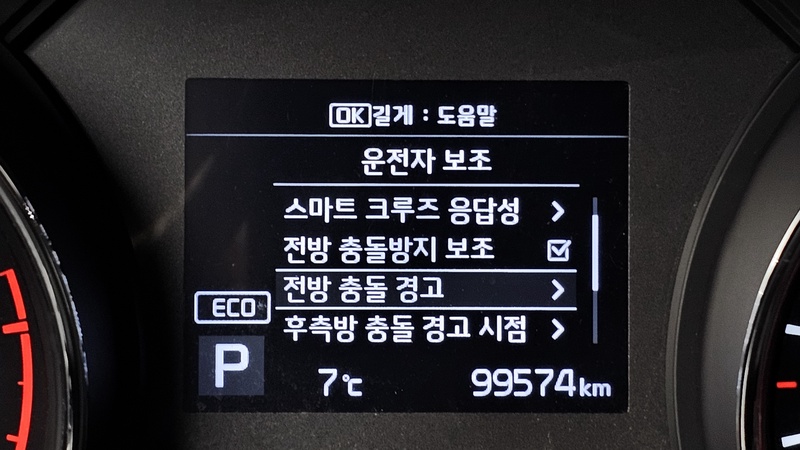 OK 길게 : 도움말
운전자 보조
스마트 크루즈 응답성
전방 충돌방지 보조
전방 충돌 경고
후측방 충돌 경고 시점
ECO
P
7℃
99574km